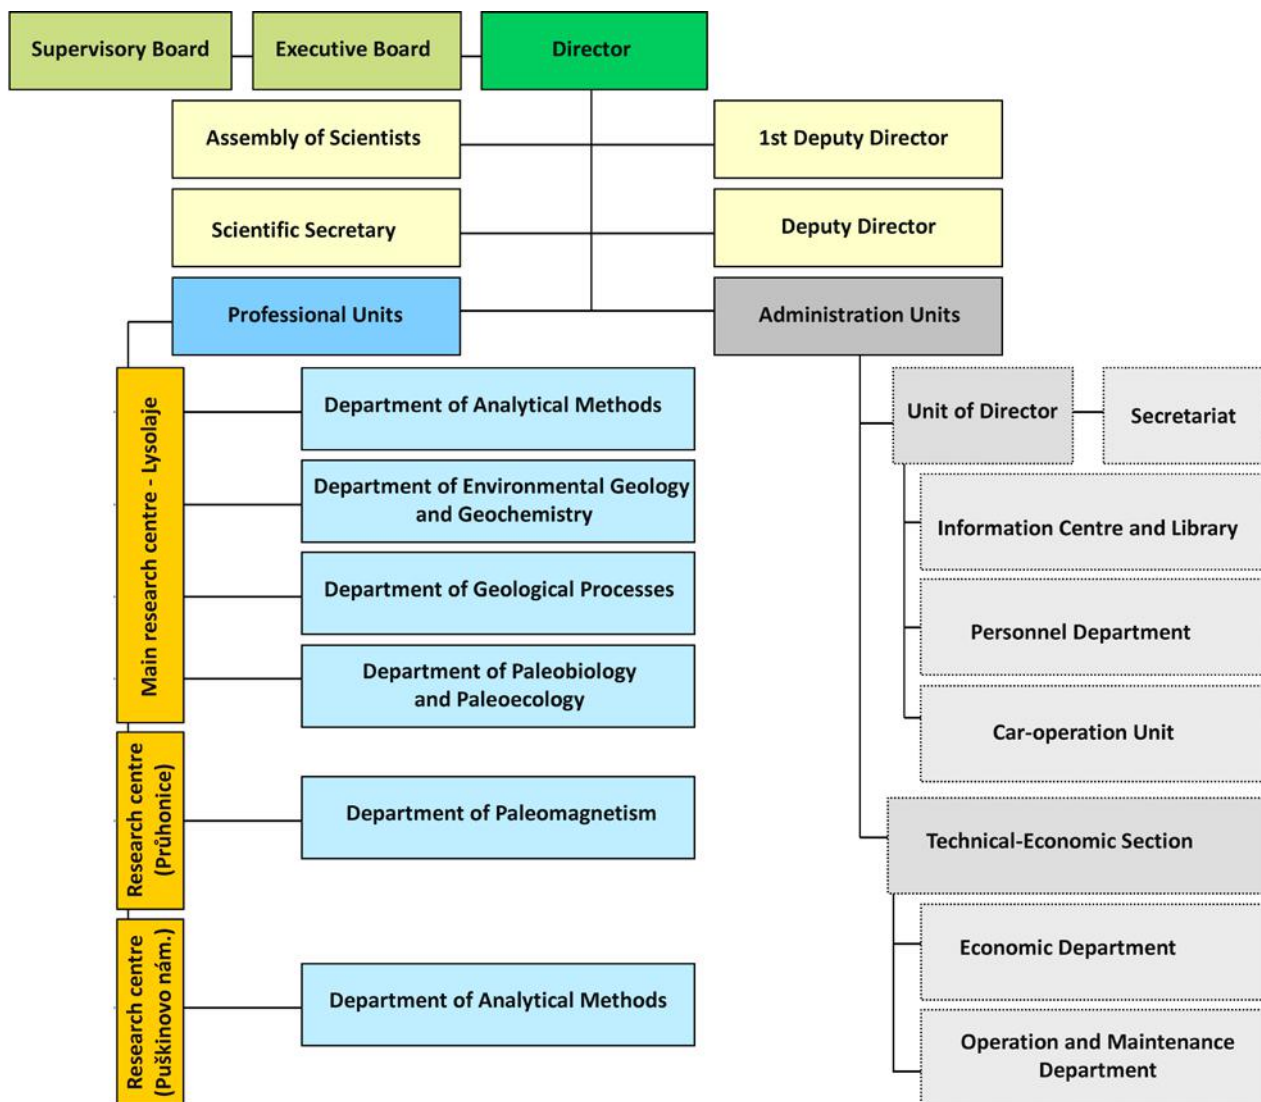 Supervisory Board
Executive Board
Director
Assembly of Scientists
1st Deputy Director
Scientific Secretary
Deputy Director
Professional Units
Administration Units
Main research centre - Lysolaje
Department of Analytical Methods
Department of Environmental Geology
and Geochemistry
Department of Geological Processes
Department of Paleobiology
and Paleoecology
Research centre
(Průhonice)
Department of Paleomagnetism
Research centre
(Puškinovo nám.)
Department of Analytical Methods
Unit of Director
Secretariat
Information Centre and Library
Personnel Department
Car-operation Unit
Technical-Economic Section
Economic Department
Operation and Maintenance
Department